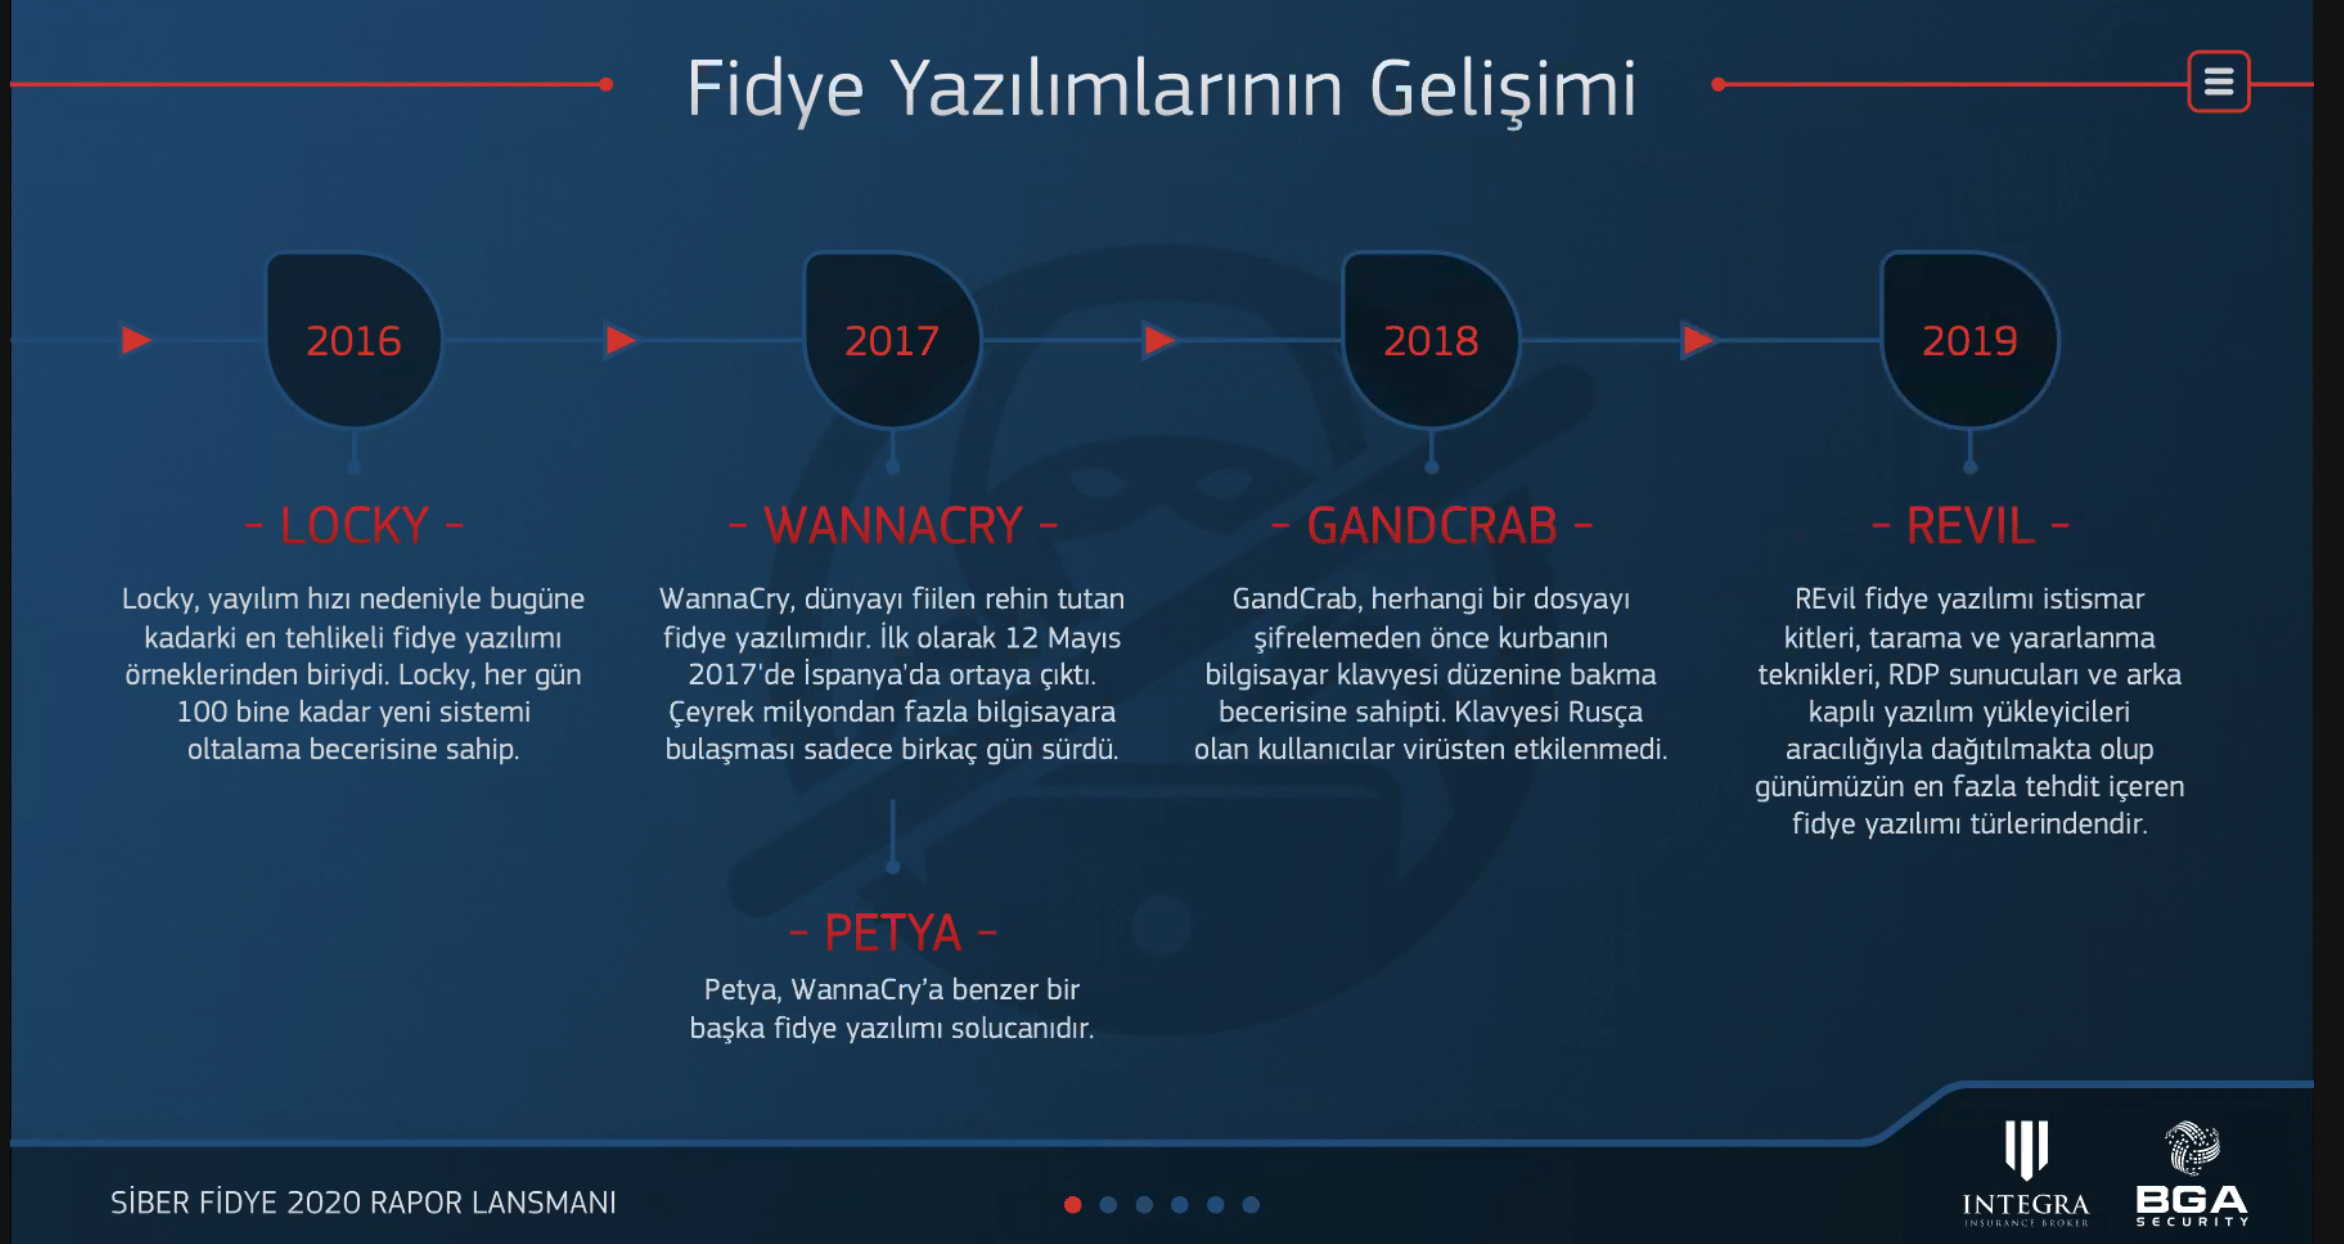 Fidye Yazılımlarının Gelişimi
2016
2017
2018
2019
- LOCKY -
Locky, yayılım hızı nedeniyle bugüne
kadarki en tehlikeli fidye yazılımı
örneklerinden biriydi. Locky, her gün
100 bine kadar yeni sistemi
oltalama becerisine sahip.
- WANNACRY -
WannaCry, dünyayı fiilen rehin tutan
fidye yazılımıdır. İlk olarak 12 Mayıs
2017'de İspanya'da ortaya çıktı.
Çeyrek milyondan fazla bilgisayara
bulaşması sadece birkaç gün sürdü.
- PETYA -
Petya, WannaCry’a benzer bir
başka fidye yazılımı solucanıdır.
- GANDCRAB -
GandCrab, herhangi bir dosyayı
şifrelemeden önce kurbanın
bilgisayar klavyesi düzenine bakma
becerisine sahipti. Klavyesi Rusça
olan kullanıcılar virüsten etkilenmedi.
- REVIL -
REvil fidye yazılımı istismar
kitleri, tarama ve yararlanma
teknikleri, RDP sunucuları ve arka
kapılı yazılım yükleyicileri
aracılığıyla dağıtılmakta olup
günümüzün en fazla tehdit içeren
fidye yazılımı türlerindendir.
SİBER FİDYE 2020 RAPOR LANSMANI
INTEGRA
INSURANCE BROKER
BGA
SECURITY